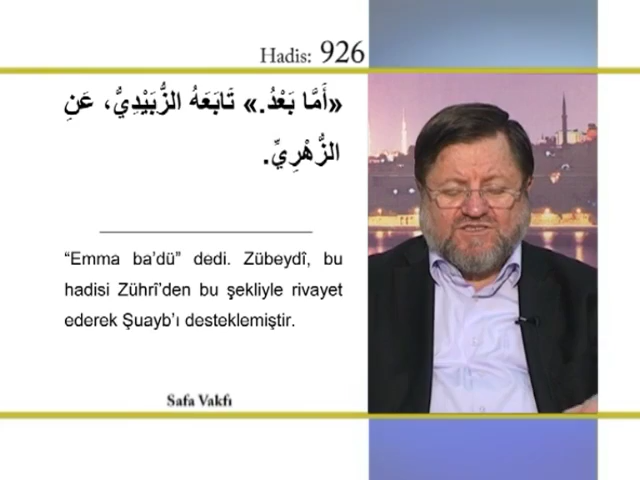 Hadis: 926
«أَمَّا بَعْدُ.» تَابَعَهُ الزُّبَيْدِيُّ، عَنِ
الزُّهْرِيِّ.
“Emma ba’dü” dedi. Zübeydî, bu
hadisi Zührî’den bu şekliyle rivayet
ederek Şuayb’ı desteklemiştir.
Safa Vakfı